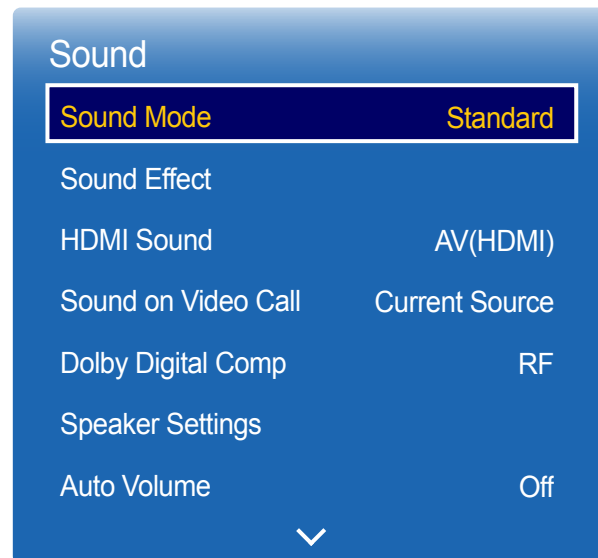 Sound
Sound Mode Standard
Sound Effect
HDMI Sound AV(HDMI)
Sound on Video Call Current Source
Dolby Digital Comp RF
Speaker Settings
Auto Volume Off